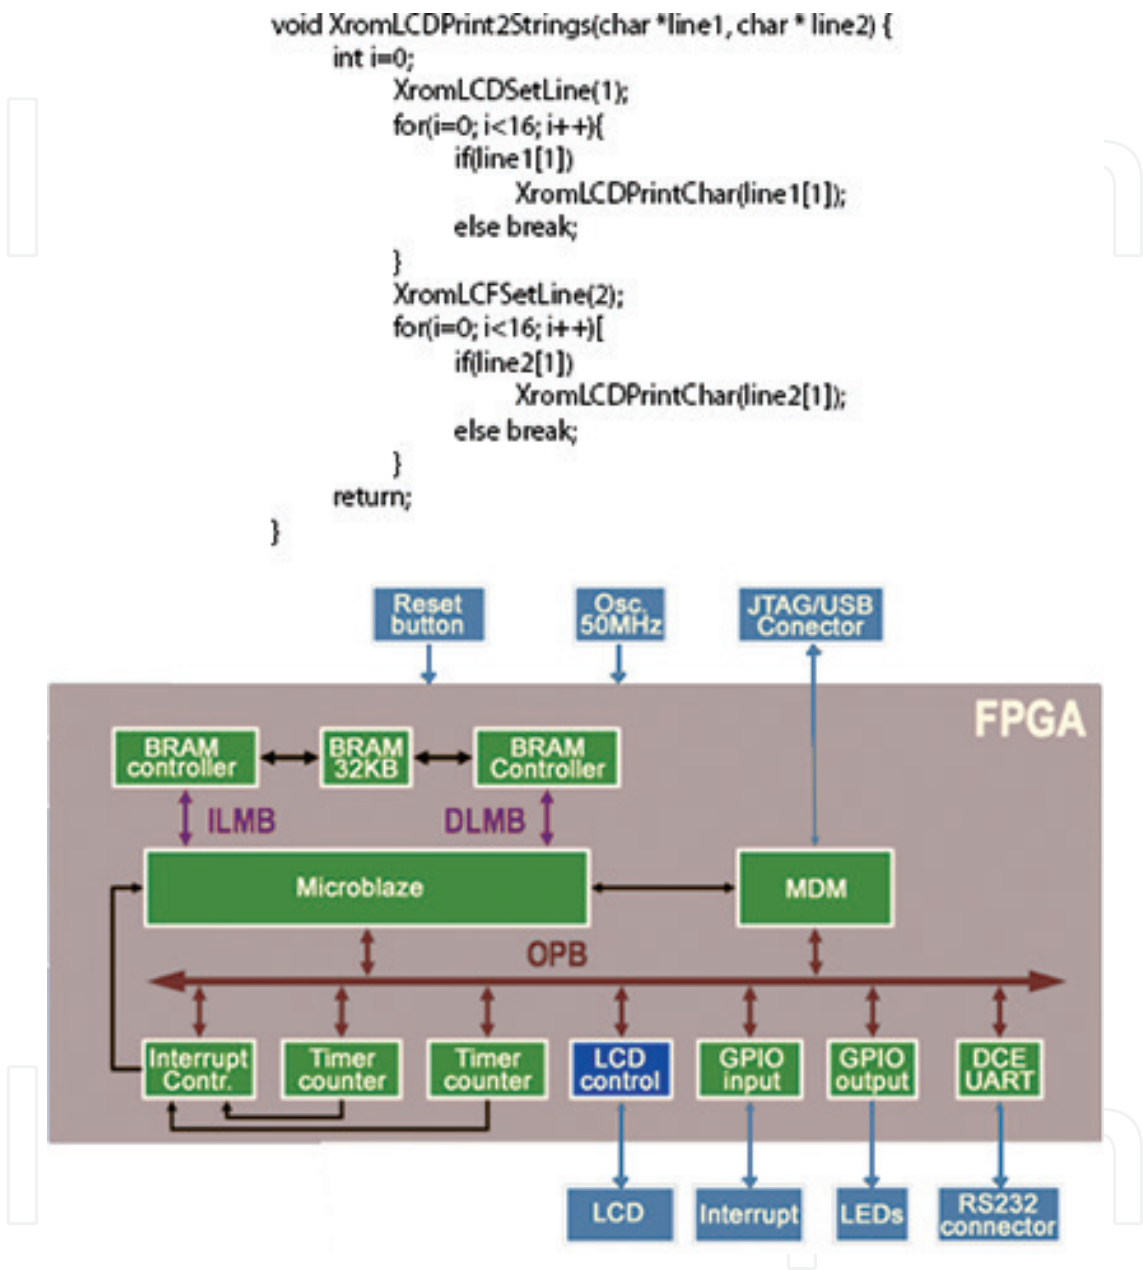 void XromLCDPrint2Strings(char *line1, char * line2) {
int i=0;
XromLCDSetLine(1);
for(i=0; i<16; i++){
if(line1[1])
XromLCDPrintChar(line1[1]);
else break;
}
XromLCFSetLine(2);
for(i=0; i<16; i++)[
if(line2[1])
XromLCDPrintChar(line2[1]);
else break;
}
return;
}
Reset
button
Osc.
50MHz
JTAG/USB
Conector
FPGA
BRAM
controller
BRAM
32KB
BRAM
Controller
ILMB
DLMB
Microblaze
MDM
OPB
Interrupt
Contr.
Timer
counter
Timer
counter
LCD
control
GPIO
input
GPIO
output
DCE
UART
LCD
Interrupt
LEDs
RS232
connector